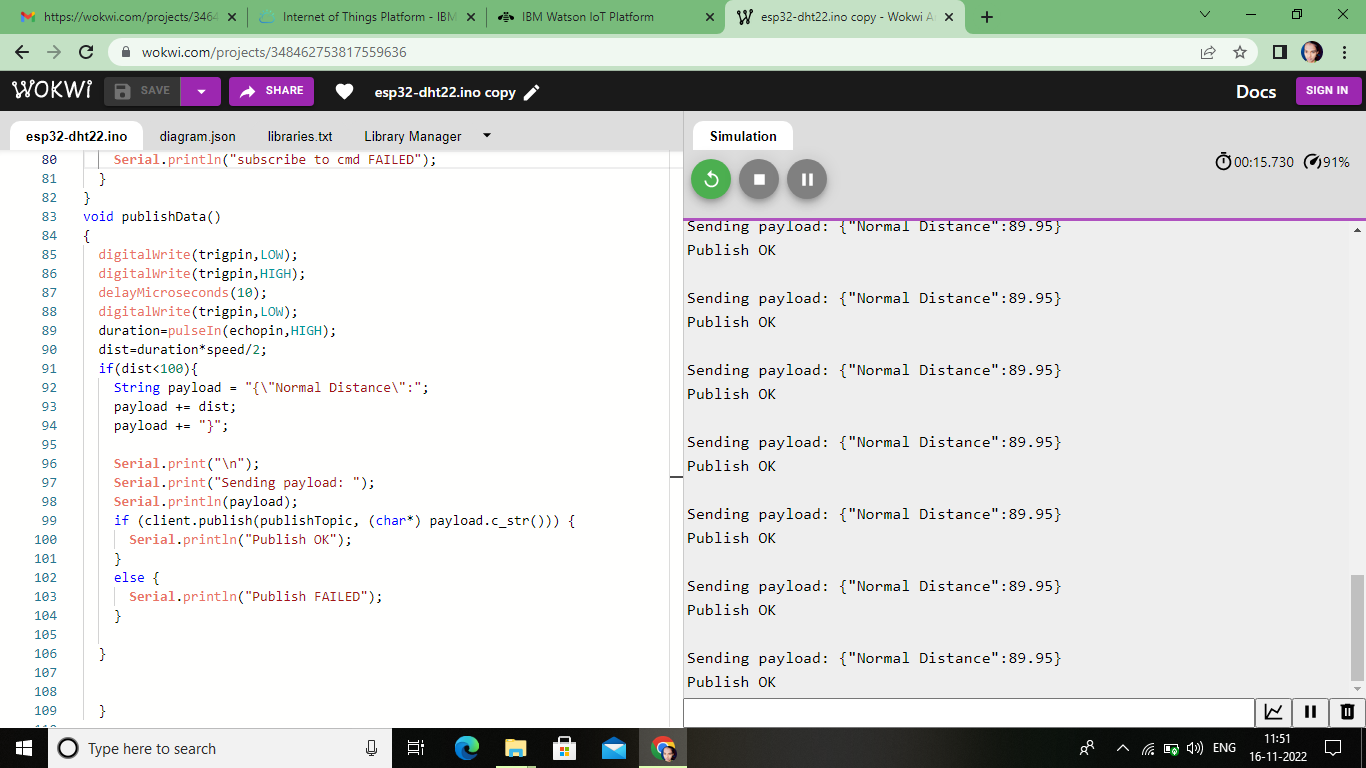 https://wokwi.com/projects/3464
Internet of Things Platform - IBM
IBM Watson IoT Platform
esp32-dht22.ino copy - Wokwi A
wokwi.com/projects/348462753817559636
WOKWI
SAVE
SHARE
esp32-dht22.ino copy
Docs
SIGN IN
esp32-dht22.ino
diagram.json
libraries.txt
Library Manager
Simulation
00:15.730
91%
80 Serial.println("subscribe to cmd FAILED");
81 }
82 }
83 void publishData()
84 {
85 digitalWrite(trigpin,LOW);
86 digitalWrite(trigpin,HIGH);
87 delayMicroseconds(10);
88 digitalWrite(trigpin,LOW);
89 duration=pulseIn(echopin,HIGH);
90 dist=duration*speed/2;
91 if(dist<100){
92 String payload = "{\"Normal Distance\":";
93 payload += dist;
94 payload += "}";
95
96 Serial.print("\n");
97 Serial.print("Sending payload: ");
98 Serial.println(payload);
99 if (client.publish(publishTopic, (char*) payload.c_str())) {
100 Serial.println("Publish OK");
101 }
102 else {
103 Serial.println("Publish FAILED");
104 }
105
106 }
107
108
109 }
Sending payload: {"Normal Distance":89.95}
Publish OK
Sending payload: {"Normal Distance":89.95}
Publish OK
Sending payload: {"Normal Distance":89.95}
Publish OK
Sending payload: {"Normal Distance":89.95}
Publish OK
Sending payload: {"Normal Distance":89.95}
Publish OK
Sending payload: {"Normal Distance":89.95}
Publish OK
Sending payload: {"Normal Distance":89.95}
Publish OK
Type here to search
ENG
11:51
16-11-2022